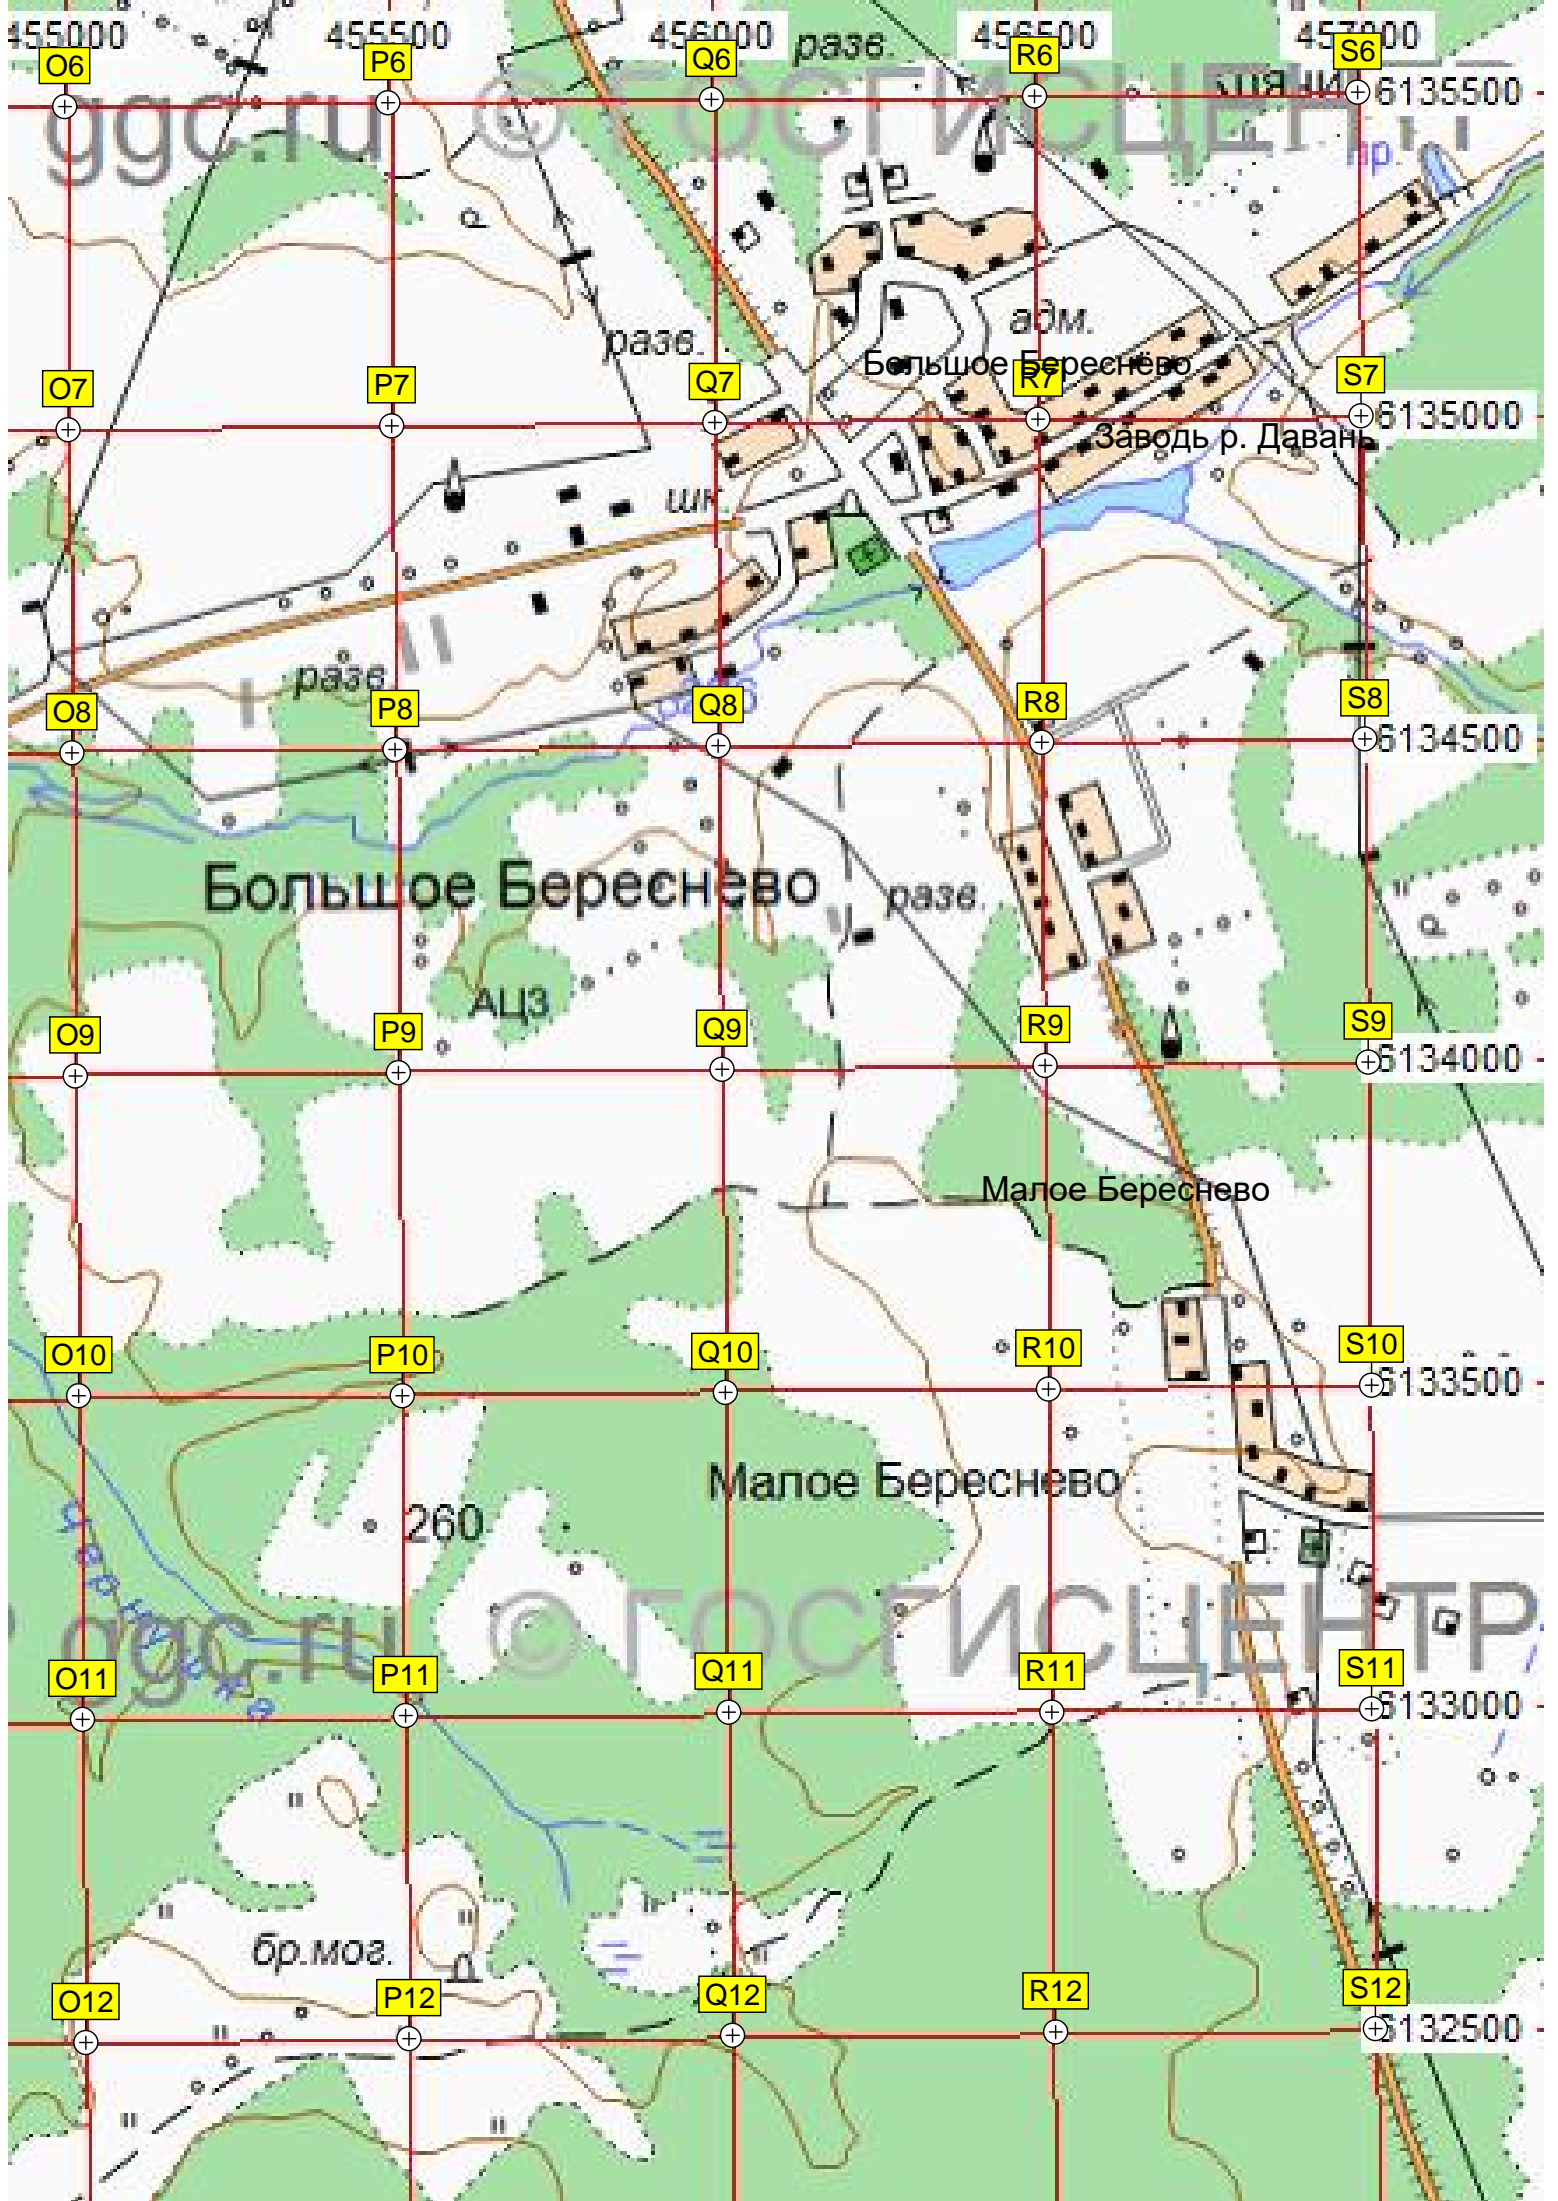 455000 455500 456000 456500 457000
разв.
O6 P6 Q6 R6 S6
6135500
ggc.ru © ГОСГИСЦЕНТР
пр.
адм.
разв.
Большое Береснёво
O7 P7 Q7 R7 S7
6135000
Заводь р. Давань
шк.
разв.
O8 P8 Q8 R8 S8
6134500
Большое Береснёво
разв.
АЦЗ
O9 P9 Q9 R9 S9
6134000
Малое Береснево
O10 P10 Q10 R10 S10
6133500
Малое Береснево
260
ggc.ru © ГОСГИСЦЕНТР
O11 P11 Q11 R11 S11
6133000
бр.мог.
O12 P12 Q12 R12 S12
6132500